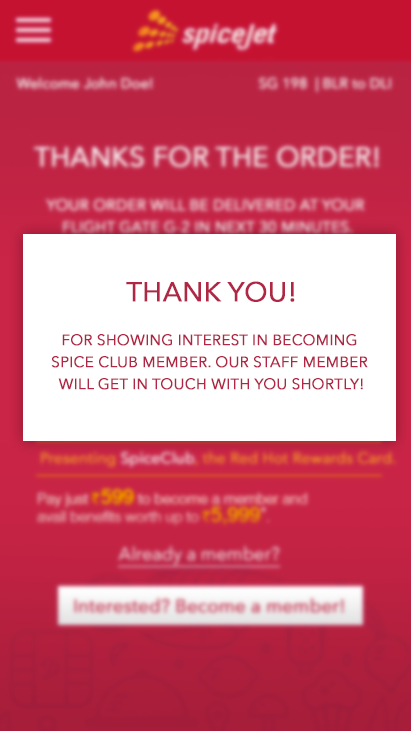 spiceJet
Welcome John Doe!
SG 198 | BLR to DLI
THANKS FOR THE ORDER!
YOUR ORDER WILL BE DELIVERED AT YOUR
FLIGHT GATE G-2 IN NEXT 30 MINUTES.
THANK YOU!
FOR SHOWING INTEREST IN BECOMING
SPICE CLUB MEMBER. OUR STAFF MEMBER
WILL GET IN TOUCH WITH YOU SHORTLY!
Presenting SpiceClub, the Red Hot Rewards Card.
Pay just ₹599 to become a member and
avail benefits worth up to ₹5,999*.
Already a member?
Interested? Become a member!